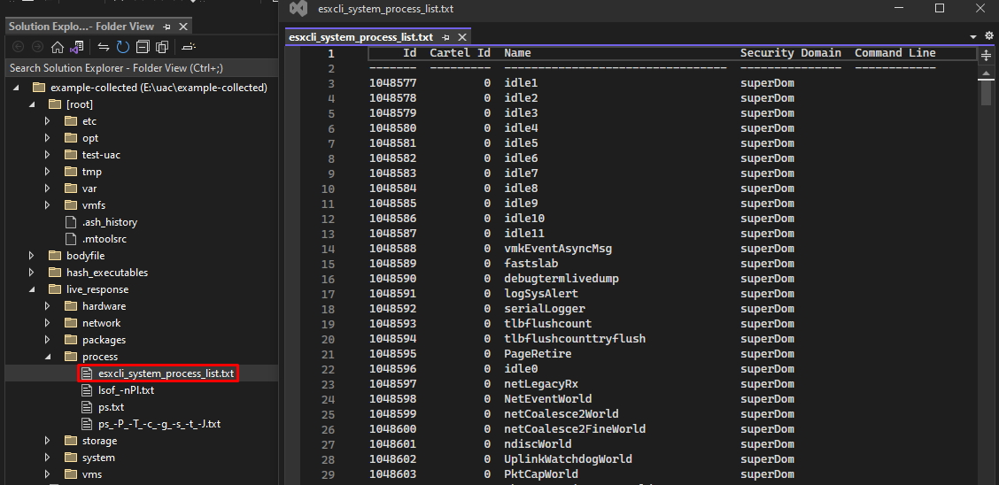 Solution Explo... - Folder View
Search Solution Explorer - Folder View (Ctrl+;)
example-collected (E:\uac\example-collected)
[root]
etc
opt
test-uac
tmp
var
vmfs
.ash_history
.mtoolsrc
bodyfile
hash_executables
live_response
hardware
network
packages
process
esxcli_system_process_list.txt
lsof_-nPl.txt
ps.txt
ps_-P_-T_-c_-g_-s_-t_-J.txt
storage
system
vms
esxcli_system_process_list.txt
esxcli_system_process_list.txt
1 Id Cartel Id Name Security Domain Command Line
2 -------- --------- --------------------------------- --------------- ------------
3 1048577 0 idle1 superDom
4 1048578 0 idle2 superDom
5 1048579 0 idle3 superDom
6 1048580 0 idle4 superDom
7 1048581 0 idle5 superDom
8 1048582 0 idle6 superDom
9 1048583 0 idle7 superDom
10 1048584 0 idle8 superDom
11 1048585 0 idle9 superDom
12 1048586 0 idle10 superDom
13 1048587 0 idle11 superDom
14 1048588 0 vmkEventAsyncMsg superDom
15 1048589 0 fastslab superDom
16 1048590 0 debugtermlivedump superDom
17 1048591 0 logSysAlert superDom
18 1048592 0 serialLogger superDom
19 1048593 0 tlbflushcount superDom
20 1048594 0 tlbflushcounttryflush superDom
21 1048595 0 PageRetire superDom
22 1048596 0 idle0 superDom
23 1048597 0 netLegacyRx superDom
24 1048598 0 NetEventWorld superDom
25 1048599 0 netCoalesce2World superDom
26 1048600 0 netCoalesce2FineWorld superDom
27 1048601 0 ndiscWorld superDom
28 1048602 0 UplinkWatchdogWorld superDom
29 1048603 0 PktCapWorld superDom